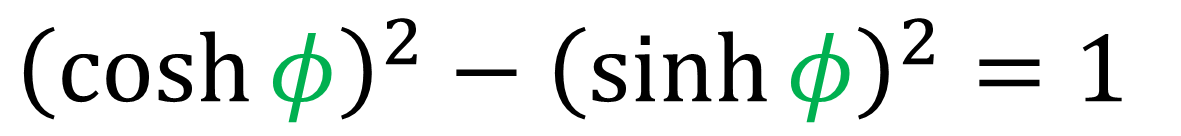 (cosh ϕ)² − (sinh ϕ)² = 1